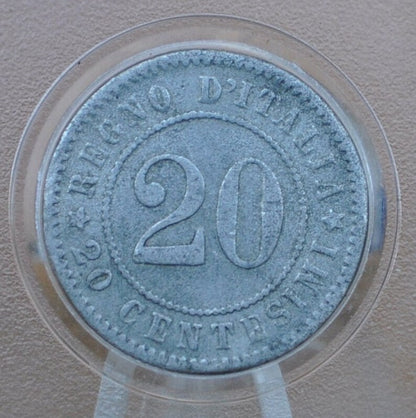 ★ REGNO D'ITALIA ★
20
20 CENTESIMI